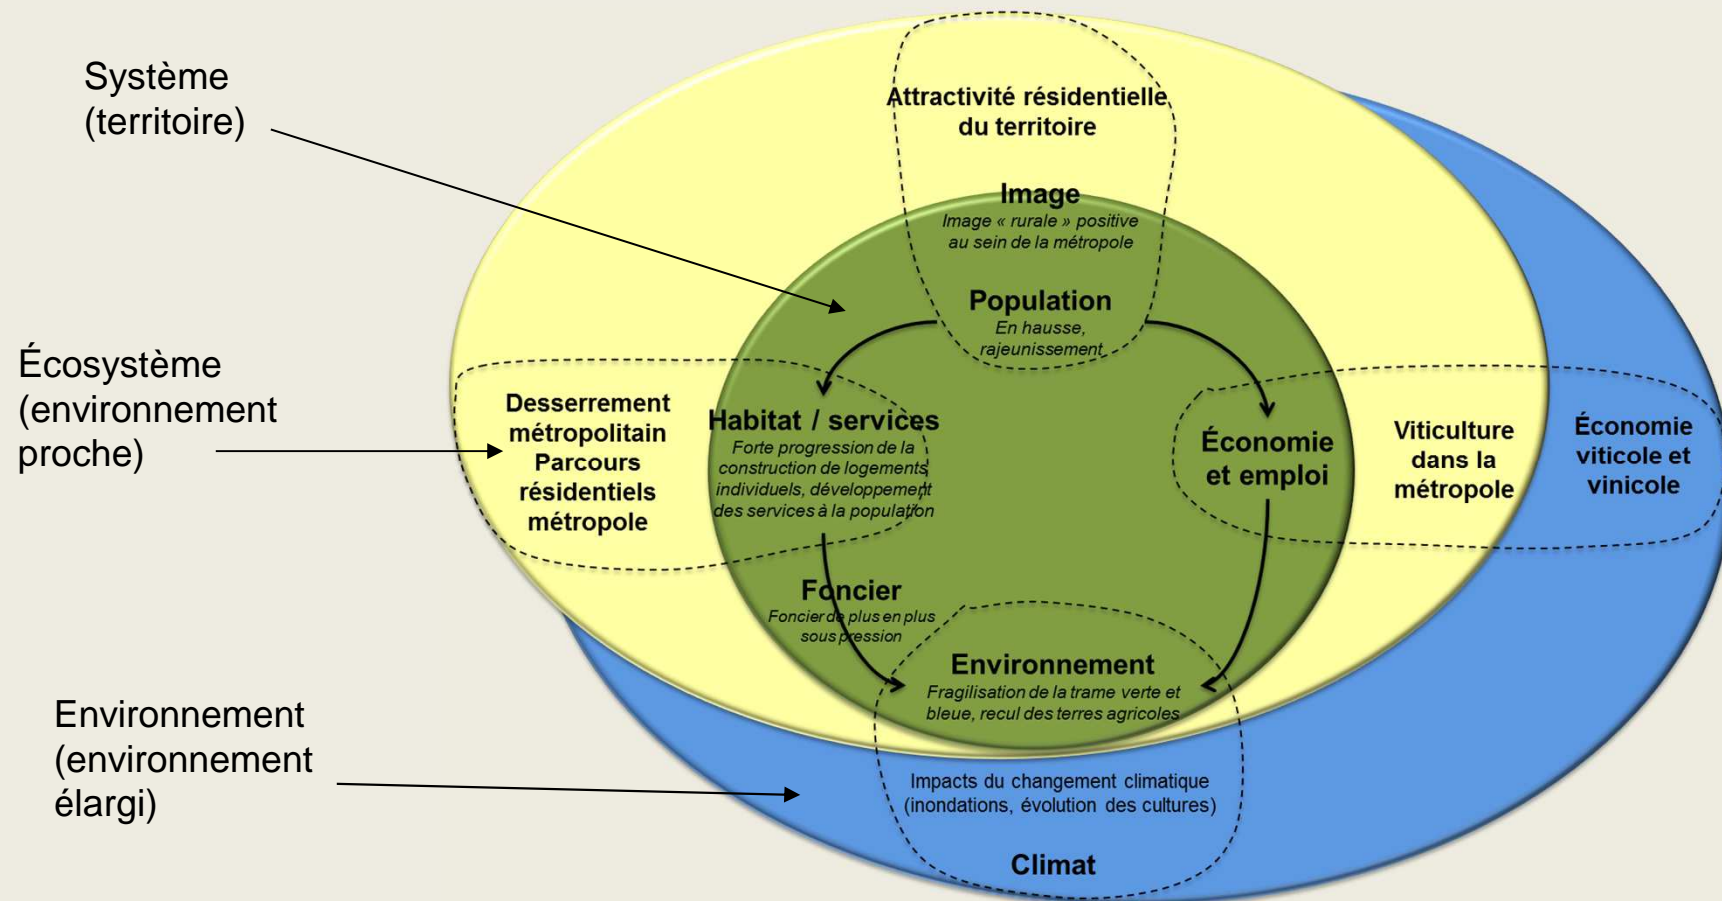 Système
(territoire)
Écosystème
(environnement
proche)
Environnement
(environnement
élargi)
Attractivité résidentielle
du territoire
Image
Image « rurale » positive
au sein de la métropole
Population
En hausse,
rajeunissement
Desserrement
métropolitain
Parcours
résidentiels
métropole
Habitat / services
Forte progression de la
construction de logements
individuels, développement
des services à la population
Économie
et emploi
Viticulture
dans la
métropole
Économie
viticole et
vinicole
Foncier
Foncier de plus en plus
sous pression
Environnement
Fragilisation de la trame verte et
bleue, recul des terres agricoles
Impacts du changement climatique
(inondations, évolution des cultures)
Climat